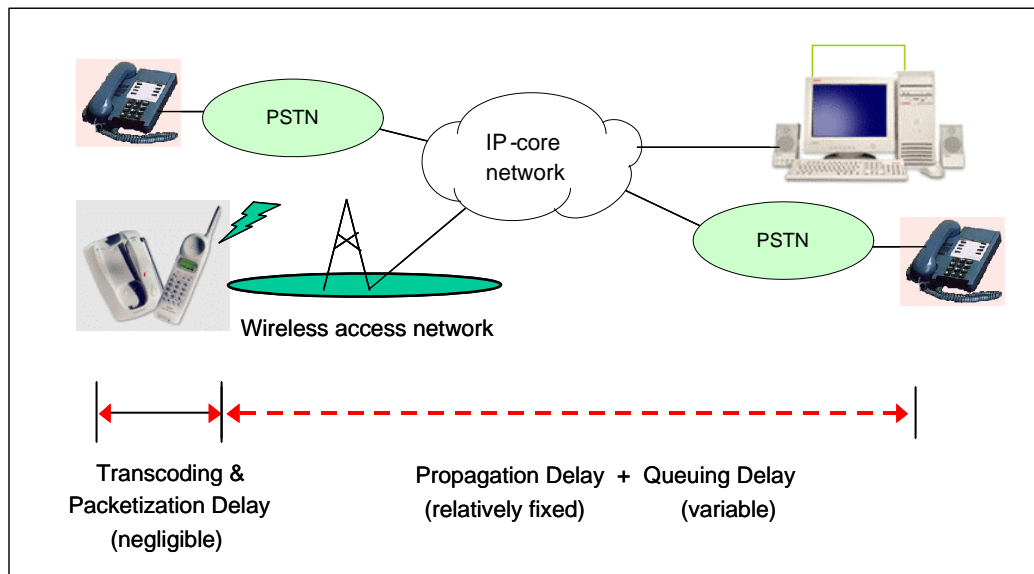 PSTN
IP-core
network
PSTN
Wireless access network
Transcoding &
Packetization Delay
(negligible)
Propagation Delay + Queuing Delay
(relatively fixed) (variable)